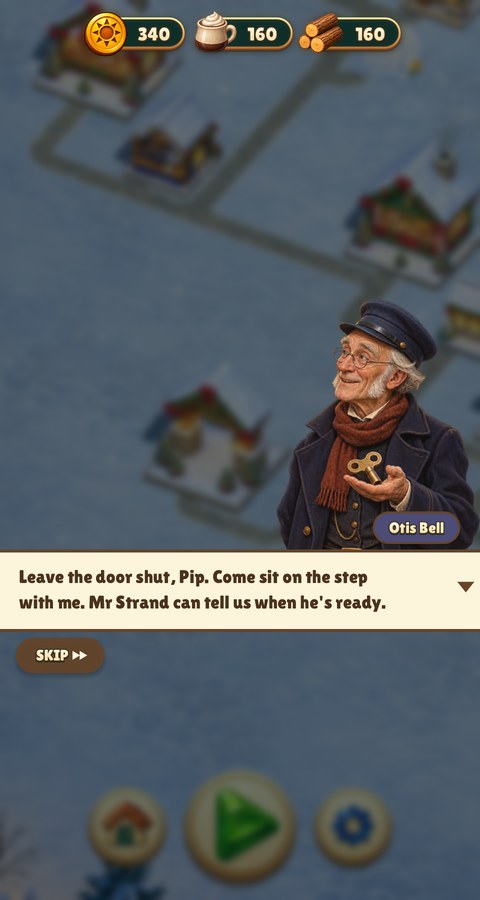 340
160
160
Otis Bell
Leave the door shut, Pip. Come sit on the step
with me. Mr Strand can tell us when he's ready.
SKIP